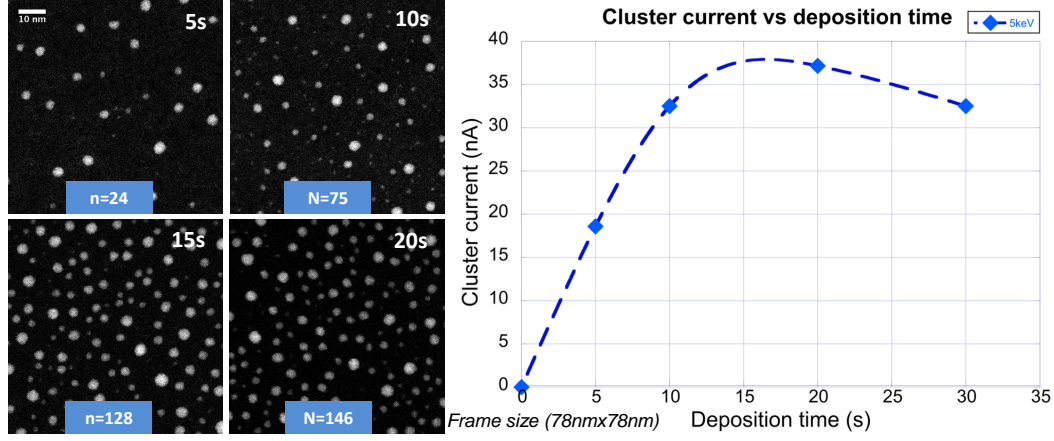 10 nm
5s
n=24
10s
N=75
15s
n=128
20s
N=146
Cluster current vs deposition time
5keV
Cluster current (nA)
40
35
30
25
20
15
10
5
0
0 5 10 15 20 25 30 35
Frame size (78nmx78nm)
Deposition time (s)